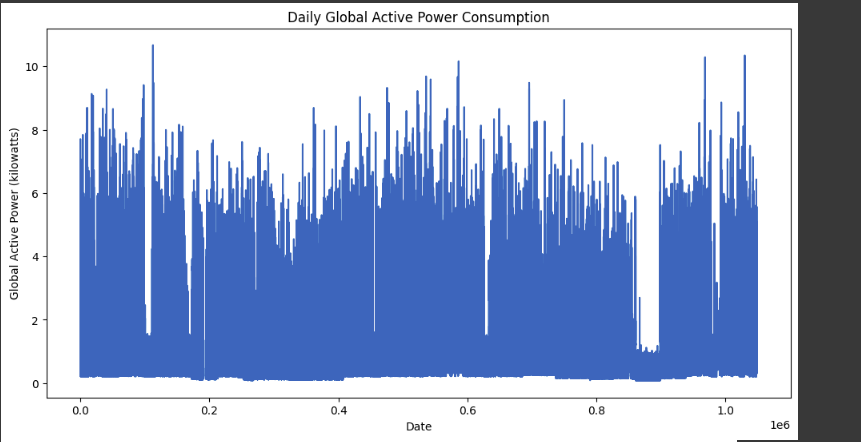 Daily Global Active Power Consumption
Global Active Power (kilowatts)
10
8
6
4
2
0
0.0 0.2 0.4 0.6 0.8 1.0
1e6
Date